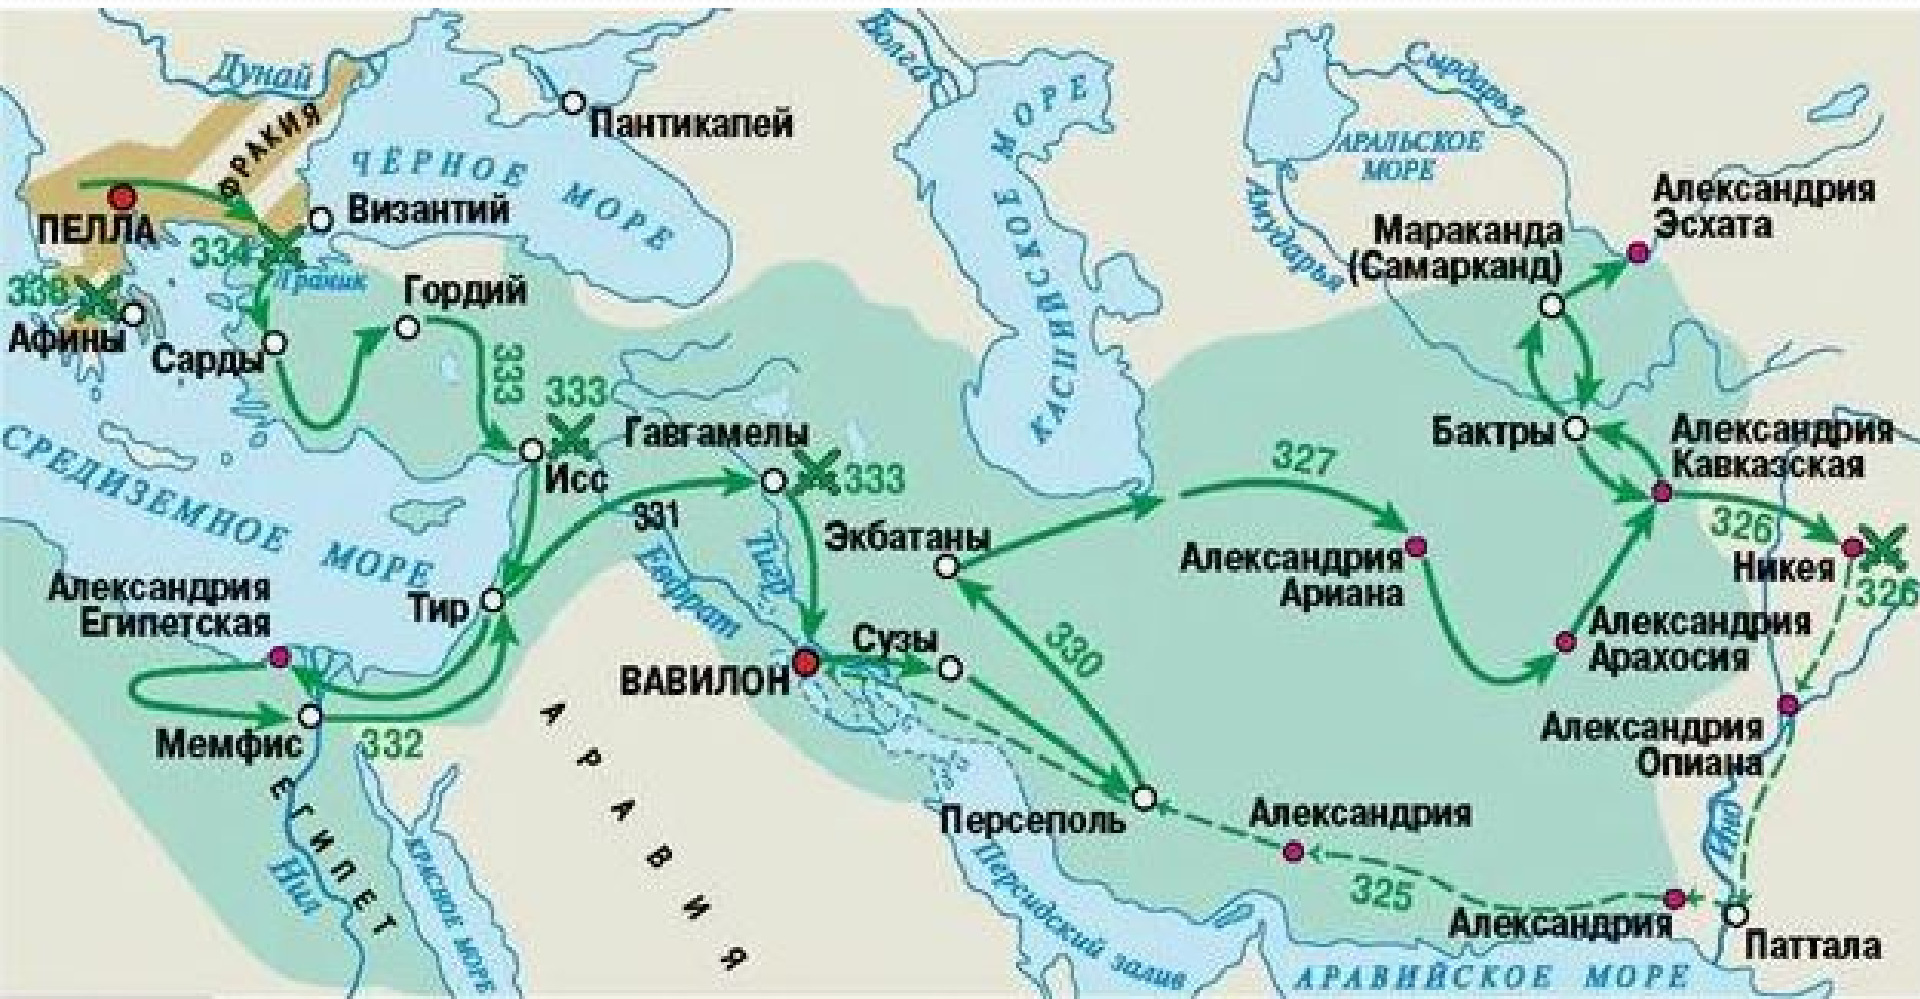 Дунай
Волга
Сырдарья
ФРАКИЯ
Пантикапей
КАСПИЙСКОЕ МОРЕ
АРАЛЬСКОЕ
МОРЕ
Амударья
ЧЁРНОЕ МОРЕ
ПЕЛЛА
Византий
334
Граник
Александрия
Эсхата
Мараканда
(Самарканд)
Гордий
Афины
Сарды
333
333
Исс
Гавгамелы
333
331
Бактры
Александрия
Кавказская
СРЕДИЗЕМНОЕ МОРЕ
327
326
Никея
326
Экбатаны
Тигр
Евфрат
Александрия
Ариана
Александрия
Египетская
Тир
Сузы
330
Александрия
Арахосия
ВАВИЛОН
Мемфис
332
АРАВИЯ
Александрия
Опиана
ЕГИПЕТ
Нил
КРАСНОЕ МОРЕ
Персеполь
Александрия
Инд
325
Персидский залив
Александрия
Паттала
АРАВИЙСКОЕ МОРЕ